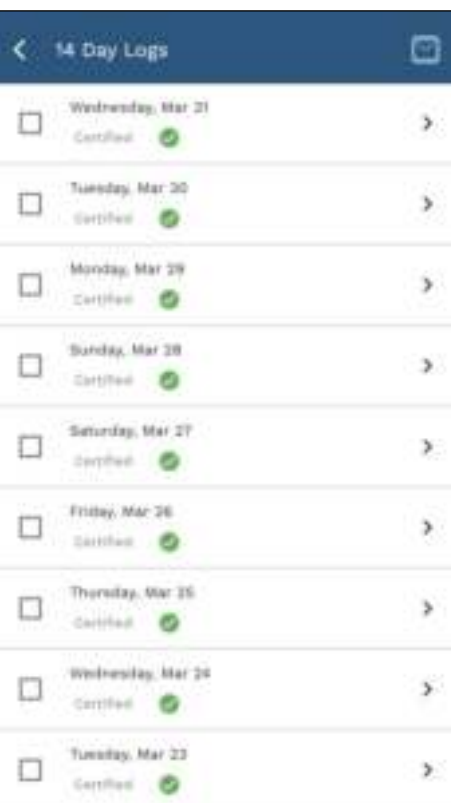 14 Day Logs
Wednesday, Mar 31
Certified
Tuesday, Mar 30
Certified
Monday, Mar 29
Certified
Sunday, Mar 28
Certified
Saturday, Mar 27
Certified
Friday, Mar 26
Certified
Thursday, Mar 25
Certified
Wednesday, Mar 24
Certified
Tuesday, Mar 23
Certified